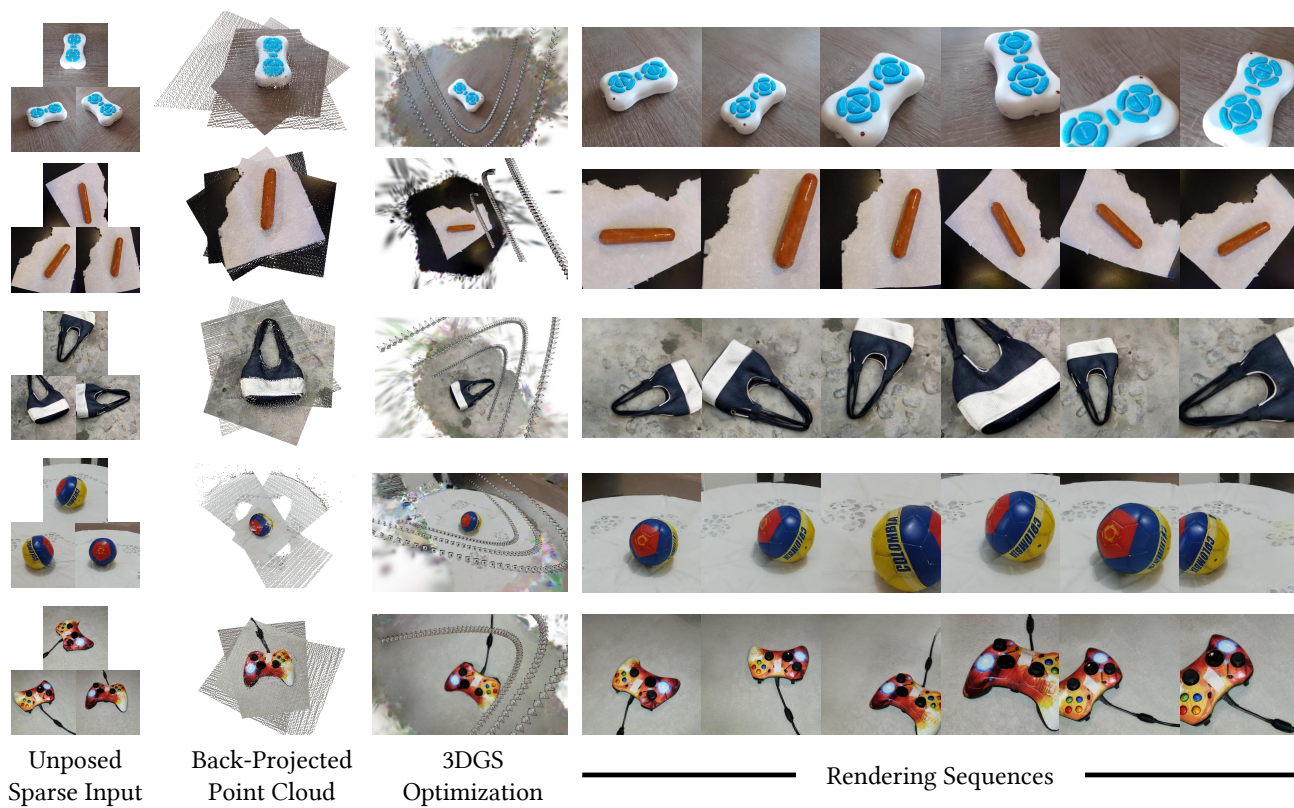 COLOMBIA
COLOMBIA
Unposed
Sparse Input
Back-Projected
Point Cloud
3DGS
Optimization
Rendering Sequences